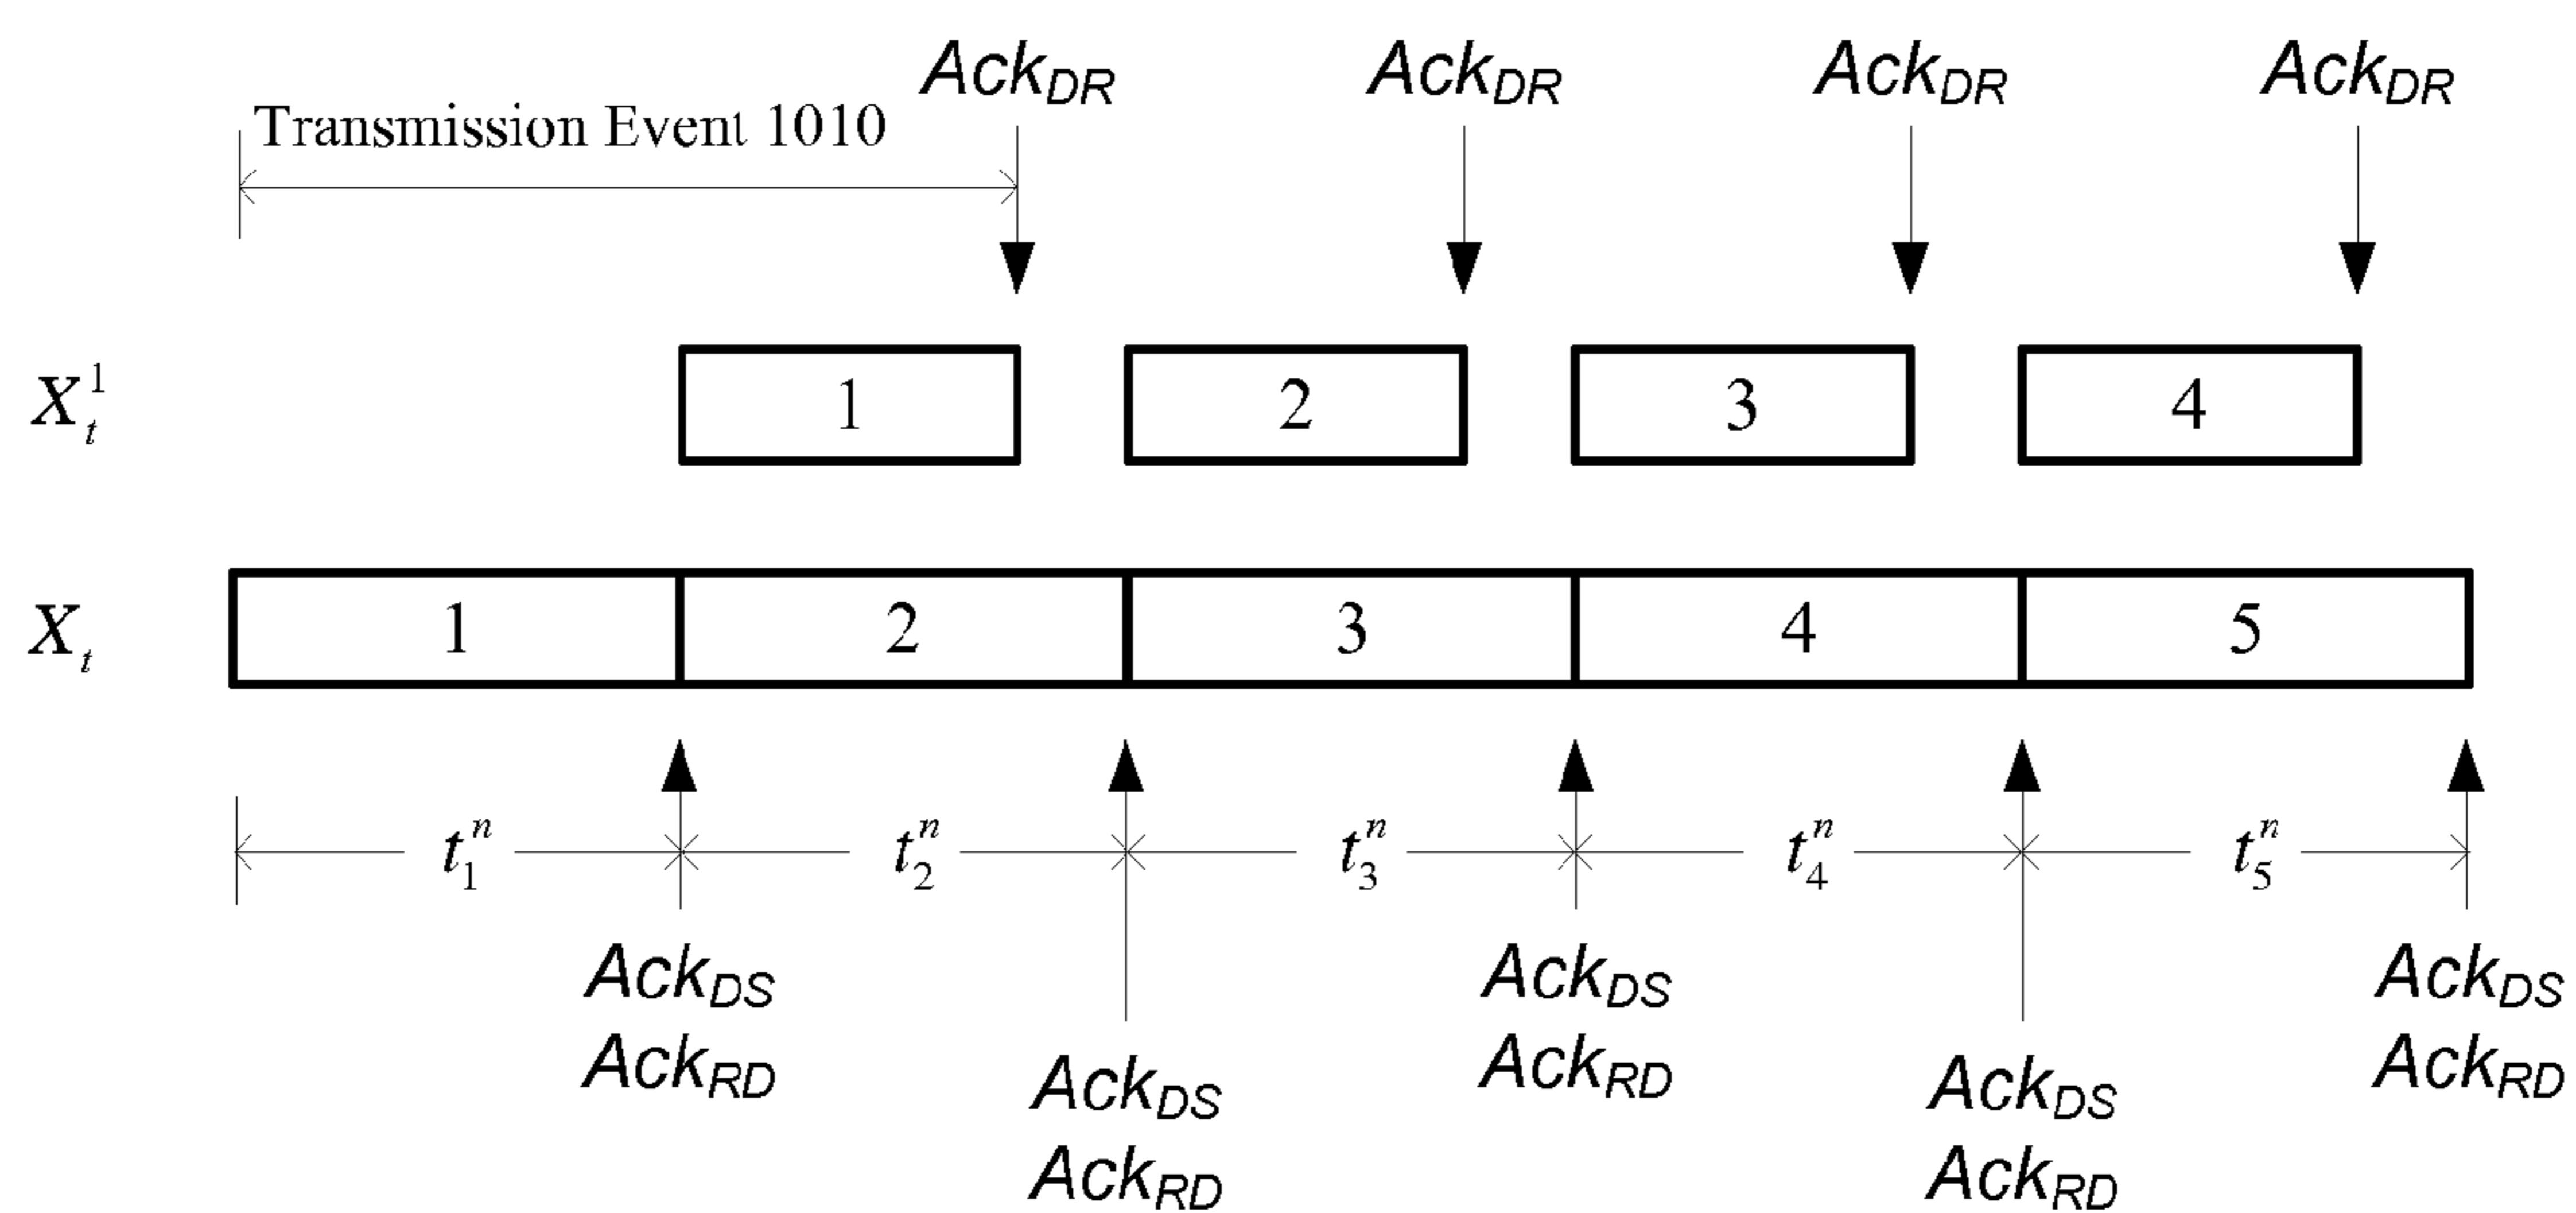 Ack_DR Ack_DR Ack_DR Ack_DR
Transmission Event 1010
X_t^1 1 2 3 4
X_t 1 2 3 4 5
t_1^n t_2^n t_3^n t_4^n t_5^n
Ack_DS Ack_DS Ack_DS
Ack_RD Ack_RD Ack_RD
Ack_DS Ack_DS
Ack_RD Ack_RD